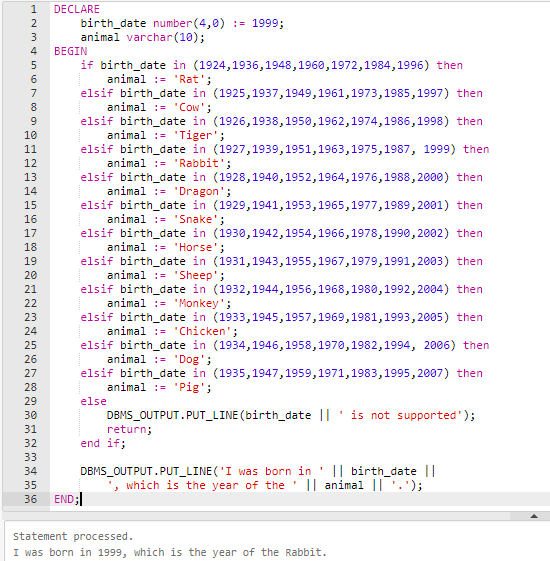 1 DECLARE
2 birth_date number(4,0) := 1999;
3 animal varchar(10);
4 BEGIN
5 if birth_date in (1924,1936,1948,1960,1972,1984,1996) then
6 animal := 'Rat';
7 elsif birth_date in (1925,1937,1949,1961,1973,1985,1997) then
8 animal := 'Cow';
9 elsif birth_date in (1926,1938,1950,1962,1974,1986,1998) then
10 animal := 'Tiger';
11 elsif birth_date in (1927,1939,1951,1963,1975,1987, 1999) then
12 animal := 'Rabbit';
13 elsif birth_date in (1928,1940,1952,1964,1976,1988,2000) then
14 animal := 'Dragon';
15 elsif birth_date in (1929,1941,1953,1965,1977,1989,2001) then
16 animal := 'Snake';
17 elsif birth_date in (1930,1942,1954,1966,1978,1990,2002) then
18 animal := 'Horse';
19 elsif birth_date in (1931,1943,1955,1967,1979,1991,2003) then
20 animal := 'Sheep';
21 elsif birth_date in (1932,1944,1956,1968,1980,1992,2004) then
22 animal := 'Monkey';
23 elsif birth_date in (1933,1945,1957,1969,1981,1993,2005) then
24 animal := 'Chicken';
25 elsif birth_date in (1934,1946,1958,1970,1982,1994, 2006) then
26 animal := 'Dog';
27 elsif birth_date in (1935,1947,1959,1971,1983,1995,2007) then
28 animal := 'Pig';
29 else
30 DBMS_OUTPUT.PUT_LINE(birth_date || ' is not supported');
31 return;
32 end if;
33
34 DBMS_OUTPUT.PUT_LINE('I was born in ' || birth_date ||
35 ', which is the year of the ' || animal || '.');
36 END;
Statement processed.
I was born in 1999, which is the year of the Rabbit.